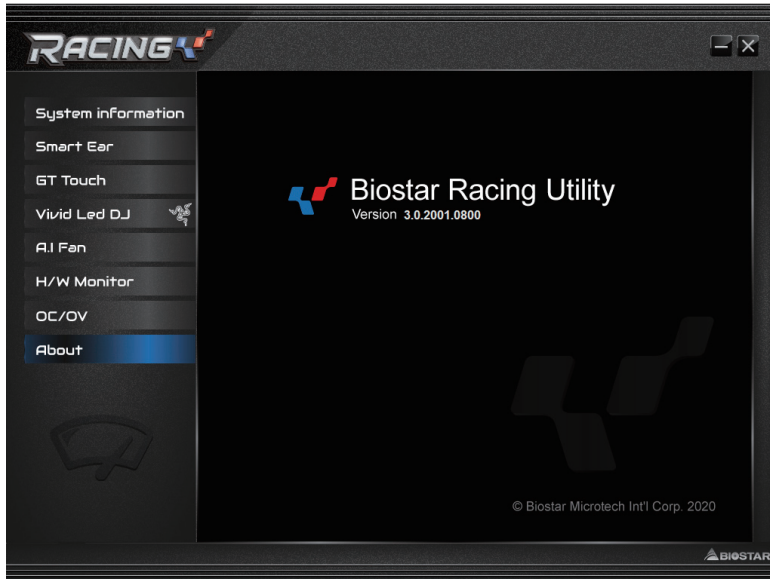 RACING
System information
Smart Ear
GT Touch
Vivid Led DJ
A.I Fan
H/W Monitor
OC/OV
About
Biostar Racing Utility
Version 3.0.2001.0800
© Biostar Microtech Int'l Corp. 2020
BIOSTAR